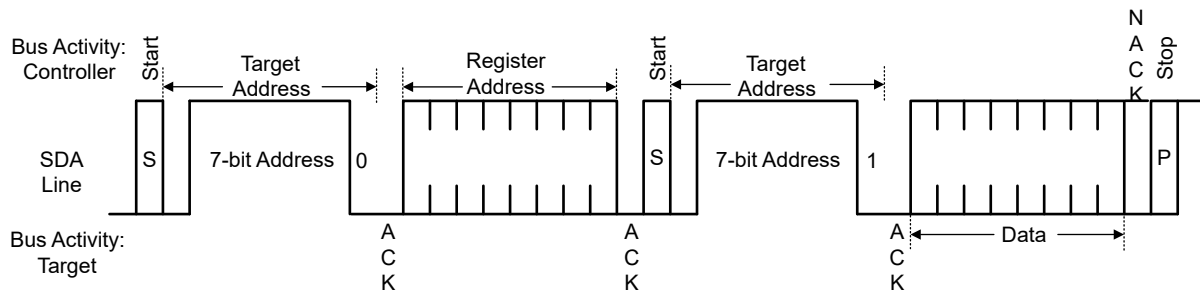 Bus Activity:
Controller
Start
Target
Address
Register
Address
Start
Target
Address
N
A
C
K
Stop
SDA
Line
S
7-bit Address
0
S
7-bit Address
1
P
Bus Activity:
Target
A
C
K
A
C
K
A
C
K
Data